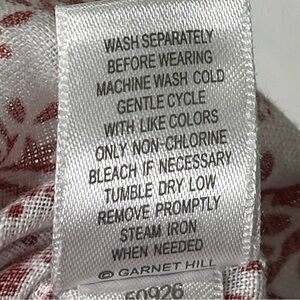 WASH SEPARATELY
BEFORE WEARING
MACHINE WASH COLD
GENTLE CYCLE
WITH LIKE COLORS
ONLY NON-CHLORINE
BLEACH IF NECESSARY
TUMBLE DRY LOW
REMOVE PROMPTLY
STEAM IRON
WHEN NEEDED
© GARNET HILL
50926